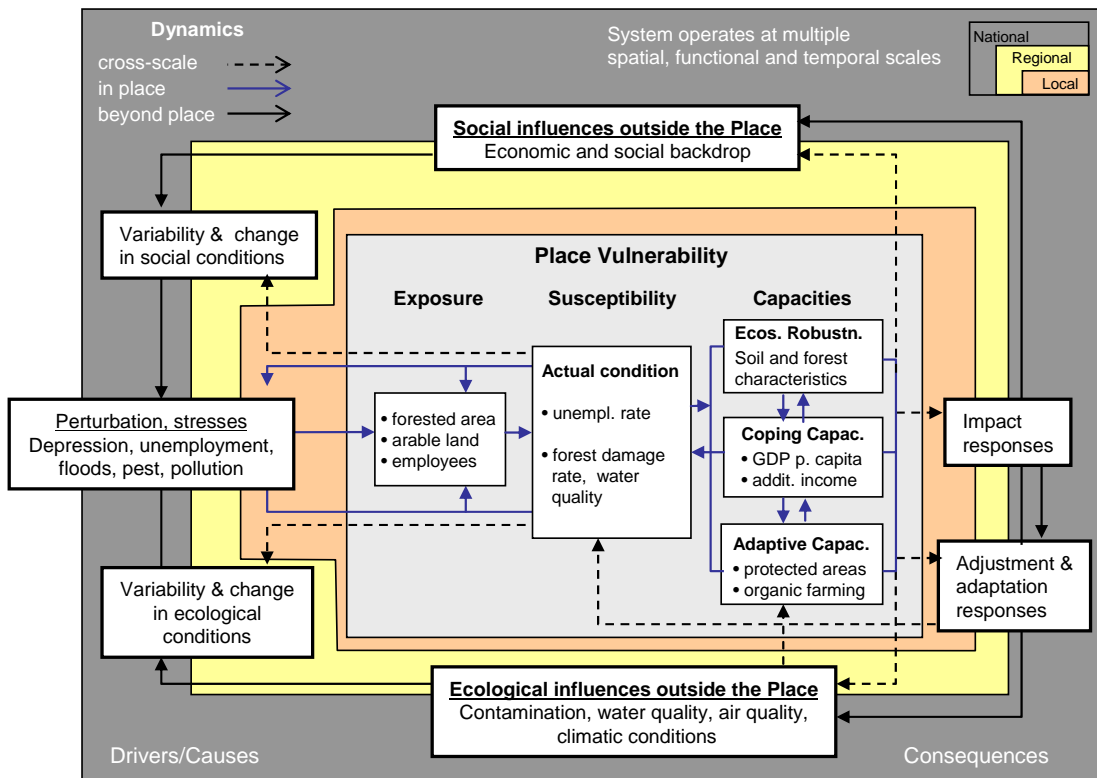 Dynamics
cross-scale
in place
beyond place
System operates at multiple
spatial, functional and temporal scales
National
Regional
Local
Social influences outside the Place
Economic and social backdrop
Variability & change
in social conditions
Place Vulnerability
Exposure
Susceptibility
Capacities
Perturbation, stresses
Depression, unemployment,
floods, pest, pollution
• forested area
• arable land
• employees
Actual condition
• unempl. rate
• forest damage
rate, water
quality
Ecos. Robustn.
Soil and forest
characteristics
Coping Capac.
• GDP p. capita
• addit. income
Adaptive Capac.
• protected areas
• organic farming
Impact
responses
Adjustment &
adaptation
responses
Variability & change
in ecological
conditions
Ecological influences outside the Place
Contamination, water quality, air quality,
climatic conditions
Drivers/Causes
Consequences